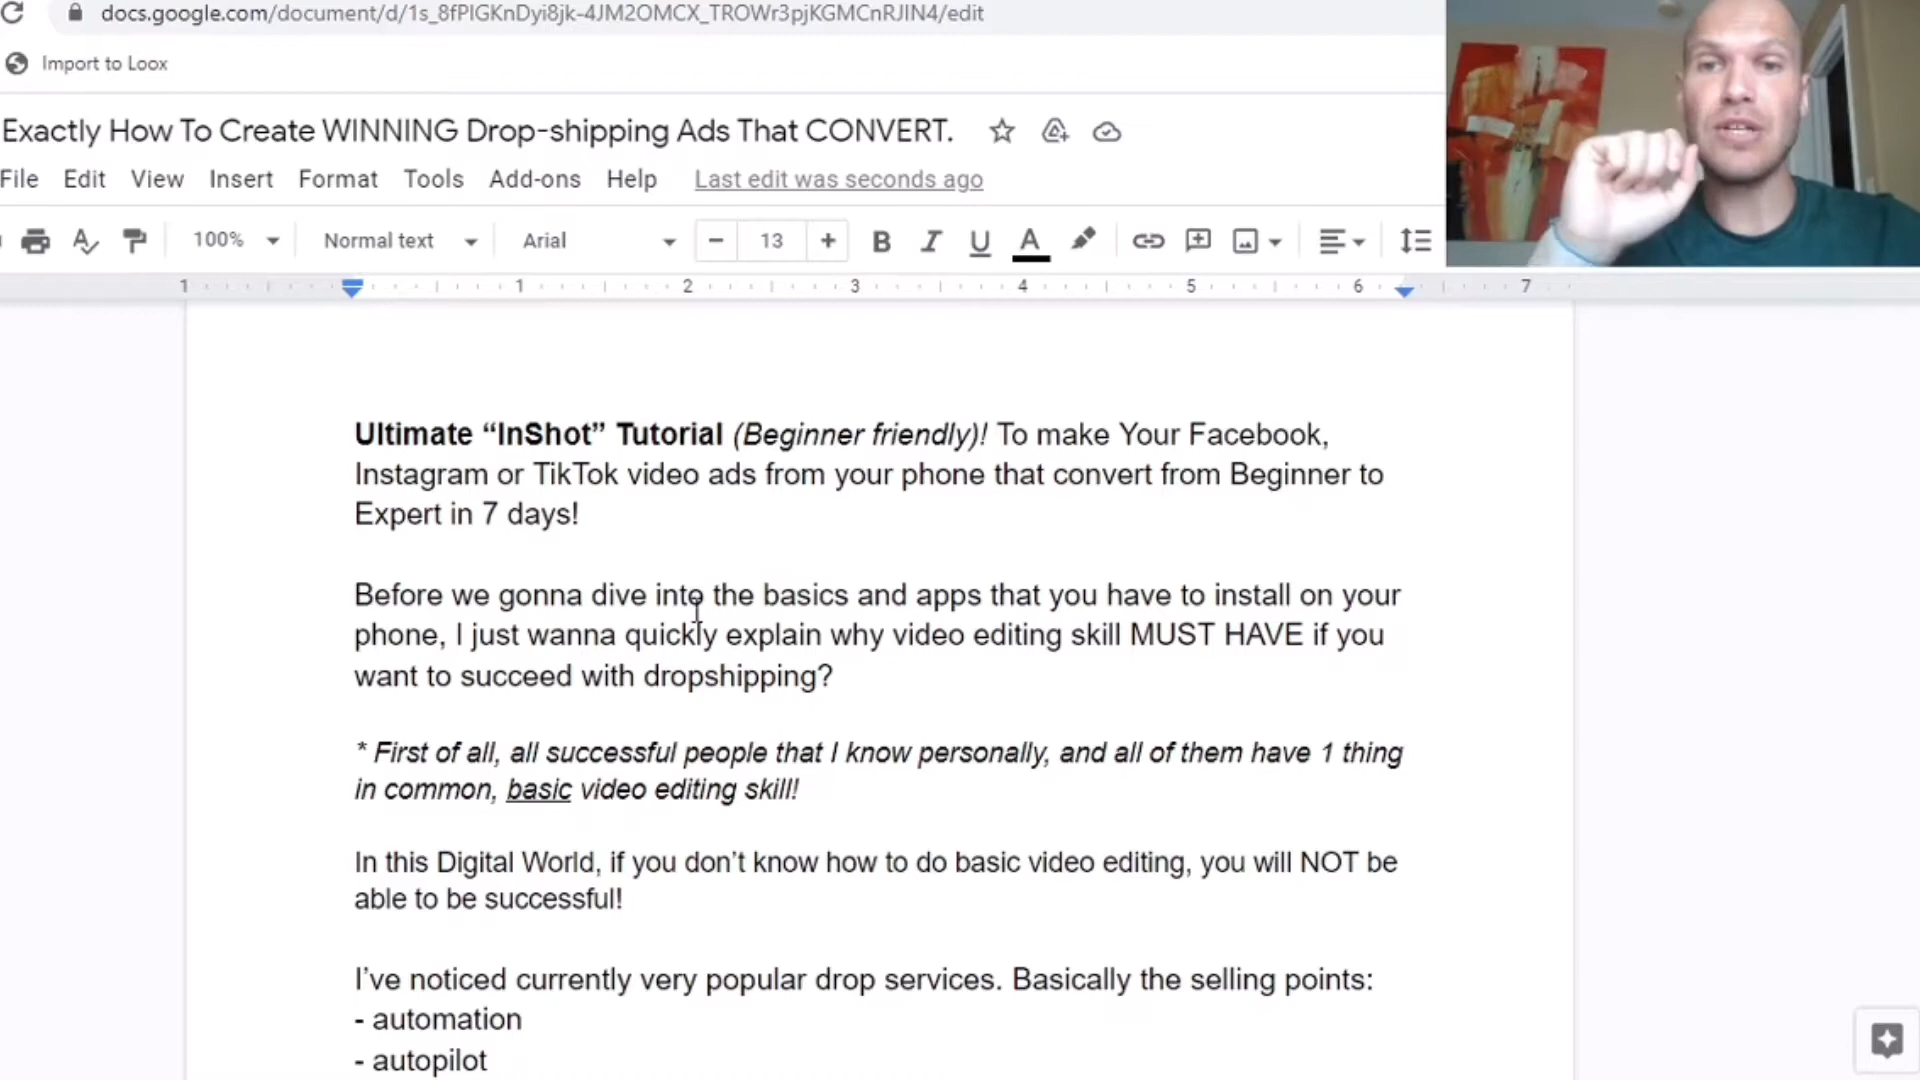 docs.google.com/document/d/1s_8fPlGKnDyi8jk-4JM2OMCX_TROWr3pjKGMCnRJIN4/edit
Import to Loox
Exactly How To Create WINNING Drop-shipping Ads That CONVERT.
File Edit View Insert Format Tools Add-ons Help Last edit was seconds ago
100% Normal text Arial 13 B I U A
1 1 2 3 4 5 6 7
Ultimate “InShot” Tutorial (Beginner friendly)! To make Your Facebook,
Instagram or TikTok video ads from your phone that convert from Beginner to
Expert in 7 days!
Before we gonna dive into the basics and apps that you have to install on your
phone, I just wanna quickly explain why video editing skill MUST HAVE if you
want to succeed with dropshipping?
* First of all, all successful people that I know personally, and all of them have 1 thing
in common, basic video editing skill!
In this Digital World, if you don’t know how to do basic video editing, you will NOT be
able to be successful!
I’ve noticed currently very popular drop services. Basically the selling points:
- automation
- autopilot